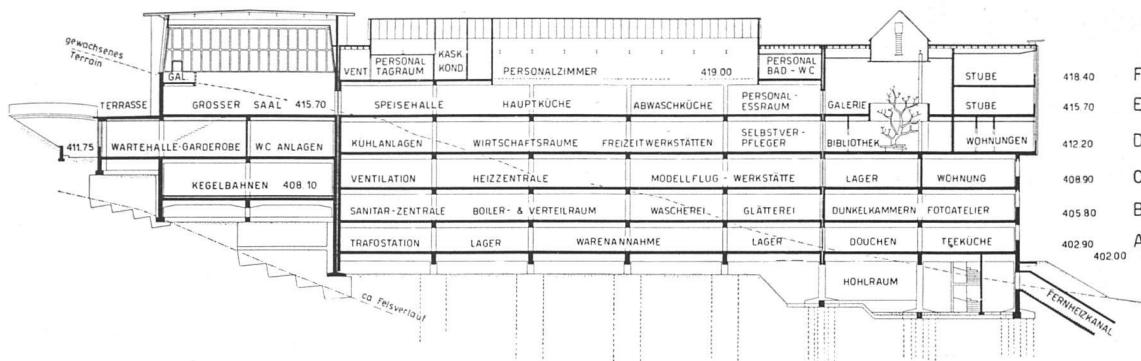 gewachsenes
Terrain
GAL.
VENT
PERSONAL
TAGRAUM
KASK
KOND
PERSONALZIMMER 419.00
PERSONAL
BAD - WC
STUBE
418.40 F
TERRASSE
GROSSER SAAL 415.70
SPEISEHALLE
HAUPTKÜCHE
ABWASCHKÜCHE
PERSONAL-
ESSRAUM
GALERIE
STUBE
415.70 E
411.75
WARTEHALLE-GARDEROBE
WC ANLAGEN
KÜHLANLAGEN
WIRTSCHAFTSRÄUME
FREIZEITWERKSTÄTTEN
SELBSTVER-
PFLEGER
BIBLIOTHEK
WOHNUNGEN
412.20 D
KEGELBAHNEN 408.10
VENTILATION
HEIZZENTRALE
MODELLFLUG - WERKSTÄTTE
LAGER
WOHNUNG
408.90 C
SANITÄR-ZENTRALE
BOILER- & VERTEILRAUM
WÄSCHEREI
GLÄTTEREI
DUNKELKAMMERN
FOTOATELIER
405.80 B
TRAFOSTATION
LAGER
WARENANNAHME
LAGER
DOUCHEN
TEEKÜCHE
402.90 A
402.00
HOHLRAUM
ca. Felsverlauf
FERNHEIZKANAL